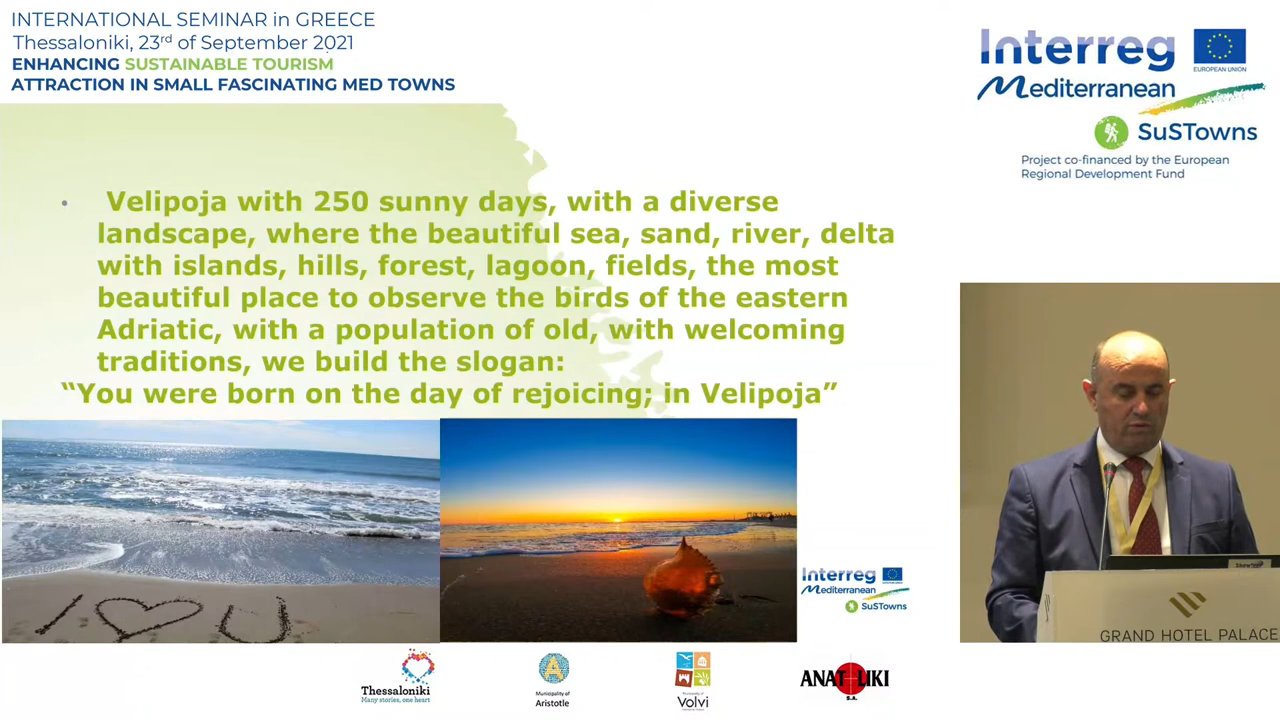 INTERNATIONAL SEMINAR in GREECE
Thessaloniki, 23rd of September 2021
ENHANCING SUSTAINABLE TOURISM
ATTRACTION IN SMALL FASCINATING MED TOWNS
Interreg
EUROPEAN UNION
Mediterranean
SuSTowns
Project co-financed by the European
Regional Development Fund
• Velipoja with 250 sunny days, with a diverse
landscape, where the beautiful sea, sand, river, delta
with islands, hills, forest, lagoon, fields, the most
beautiful place to observe the birds of the eastern
Adriatic, with a population of old, with welcoming
traditions, we build the slogan:
“You were born on the day of rejoicing; in Velipoja”
I U
Interreg
Mediterranean
SuSTowns
GRAND HOTEL PALACE
Thessaloniki
Many stories, one heart
Municipality of
Aristotle
Municipality of
Volvi
ANATOLIKI
S.A.